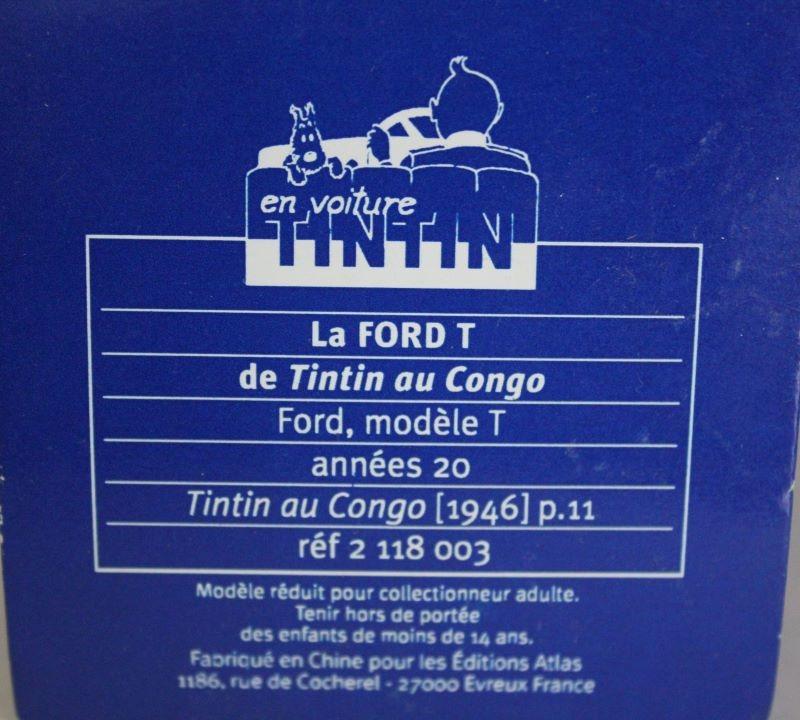 en voiture
TINTIN
La FORD T
de Tintin au Congo
Ford, modèle T
années 20
Tintin au Congo [1946] p.11
réf 2 118 003
Modèle réduit pour collectionneur adulte.
Tenir hors de portée
des enfants de moins de 14 ans.
Fabriqué en Chine pour les Éditions Atlas
1186, rue de Cocherel - 27000 Evreux France